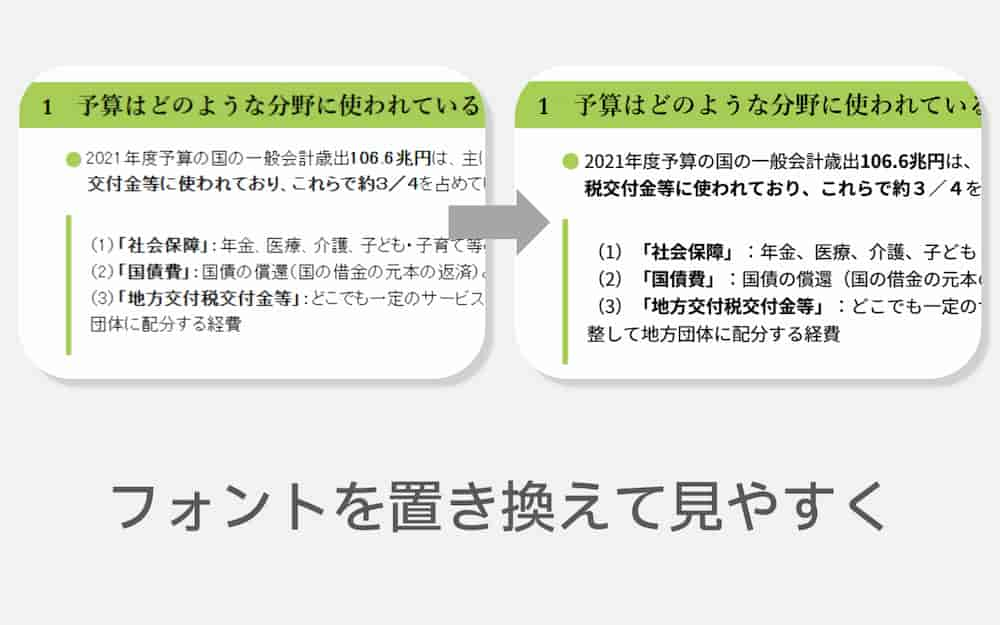 1 予算はどのような分野に使われている
2021年度予算の国の一般会計歳出106.6兆円は、主に
交付金等に使われており、これらで約3／4を占めてい
(1)「社会保障」：年金、医療、介護、子ども・子育て等
(2)「国債費」：国債の償還(国の借金の元本の返済)
(3)「地方交付税交付金等」：どこでも一定のサービス
団体に配分する経費
1 予算はどのような分野に使われている
2021年度予算の国の一般会計歳出106.6兆円は、
税交付金等に使われており、これらで約３／４を
（1）「社会保障」：年金、医療、介護、子ども
（2）「国債費」：国債の償還（国の借金の元本
（3）「地方交付税交付金等」：どこでも一定の
整して地方団体に配分する経費
フォントを置き換えて見やすく